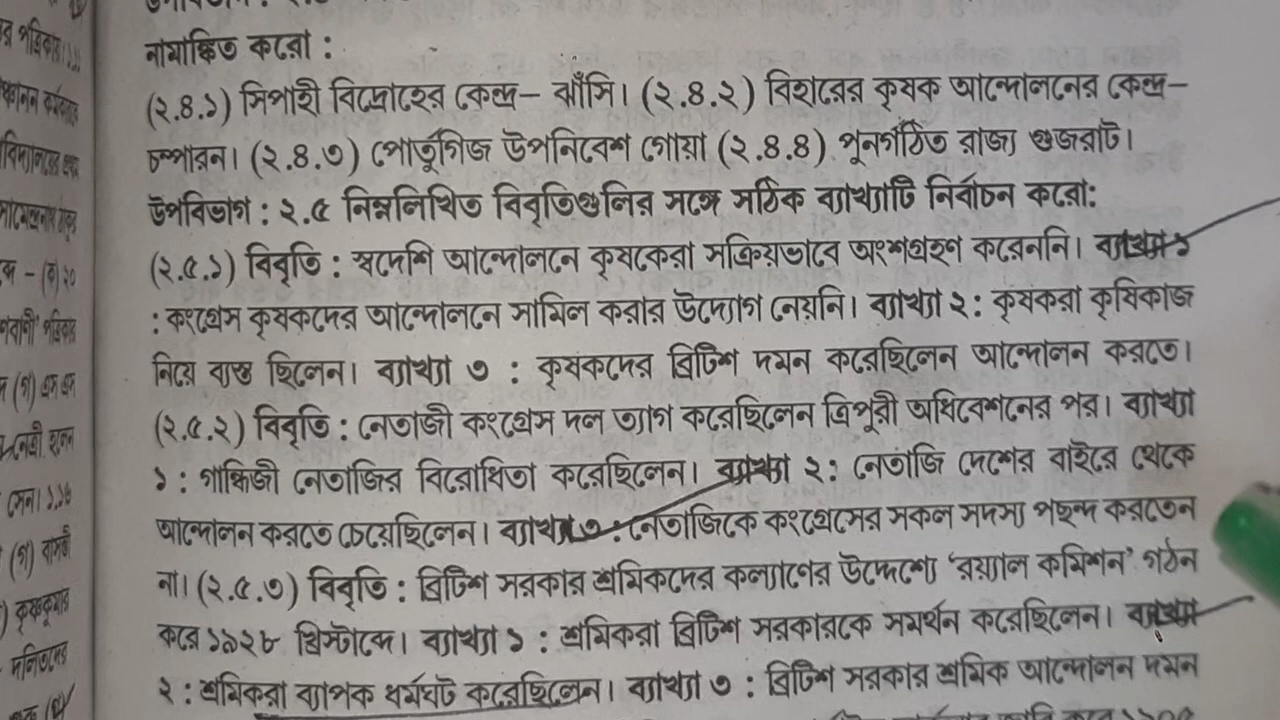 নামাঙ্কিত করো :
(২.৪.১) সিপাহী বিদ্রোহের কেন্দ্র– ঝাঁসি। (২.৪.২) বিহারের কৃষক আন্দোলনের কেন্দ্র–
চম্পারন। (২.৪.৩) পোর্তুগিজ উপনিবেশ গোয়া (২.৪.৪) পুনর্গঠিত রাজ্য গুজরাট।
উপবিভাগ : ২.৫ নিম্নলিখিত বিবৃতিগুলির সঙ্গে সঠিক ব্যাখ্যাটি নির্বাচন করো:
(২.৫.১) বিবৃতি : স্বদেশি আন্দোলনে কৃষকেরা সক্রিয়ভাবে অংশগ্রহণ করেননি। ব্যাখ্যা ১
: কংগ্রেস কৃষকদের আন্দোলনে সামিল করার উদ্যোগ নেয়নি। ব্যাখ্যা ২ : কৃষকরা কৃষিকাজ
নিয়ে ব্যস্ত ছিলেন। ব্যাখ্যা ৩ : কৃষকদের ব্রিটিশ দমন করেছিলেন আন্দোলন করতে।
(২.৫.২) বিবৃতি : নেতাজী কংগ্রেস দল ত্যাগ করেছিলেন ত্রিপুরী অধিবেশনের পর। ব্যাখ্যা
১ : গান্ধিজী নেতাজির বিরোধিতা করেছিলেন। ব্যাখ্যা ২: নেতাজি দেশের বাইরে থেকে
আন্দোলন করতে চেয়েছিলেন। ব্যাখ্যা ৩ : নেতাজিকে কংগ্রেসের সকল সদস্য পছন্দ করতেন
না। (২.৫.৩) বিবৃতি : ব্রিটিশ সরকার শ্রমিকদের কল্যাণের উদ্দেশ্যে ‘রয়্যাল কমিশন’ গঠন
করে ১৯২৮ খ্রিস্টাব্দে। ব্যাখ্যা ১ : শ্রমিকরা ব্রিটিশ সরকারকে সমর্থন করেছিলেন। ব্যাখ্যা
২ : শ্রমিকরা ব্যাপক ধর্মঘট করেছিলেন। ব্যাখ্যা ৩ : ব্রিটিশ সরকার শ্রমিক আন্দোলন দমন